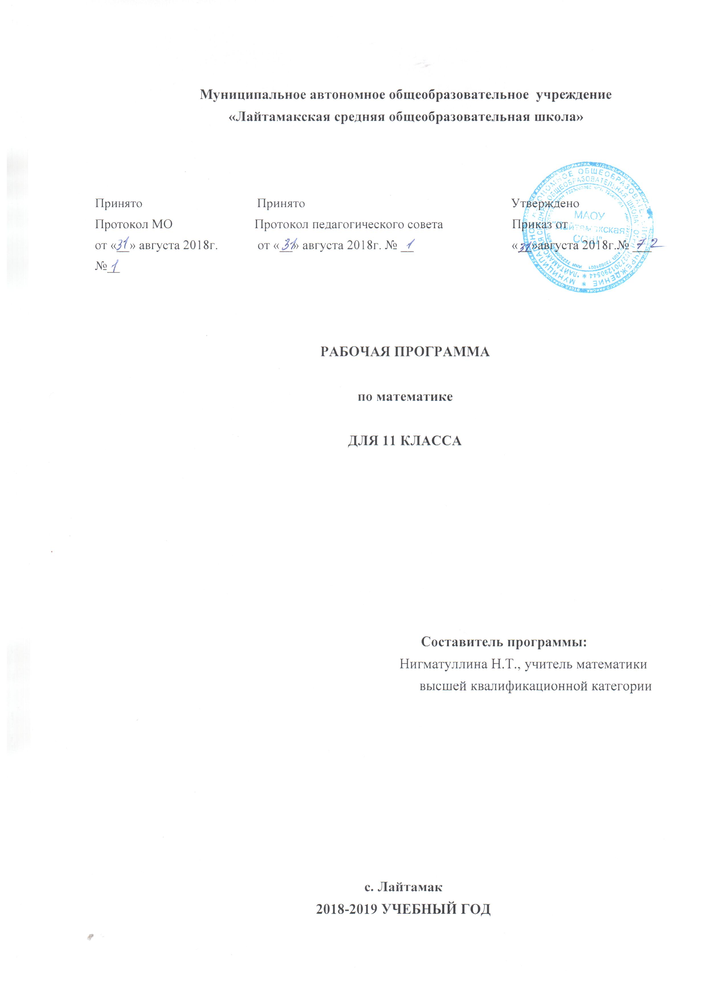 Муниципальное автономное общеобразовательное учреждение
«Лайтамакская средняя общеобразовательная школа»
Принято Принято Утверждено
Протокол МО Протокол педагогического совета Приказ от
от «31» августа 2018г. от «31» августа 2018г. № 1 «31»августа 2018г.№ 72
№ 1
МАОУ
"Лайтамакская
СОШ"
РАБОЧАЯ ПРОГРАММА
по математике
ДЛЯ 11 КЛАССА
Составитель программы:
Нигматуллина Н.Т., учитель математики
высшей квалификационной категории
с. Лайтамак
2018-2019 УЧЕБНЫЙ ГОД